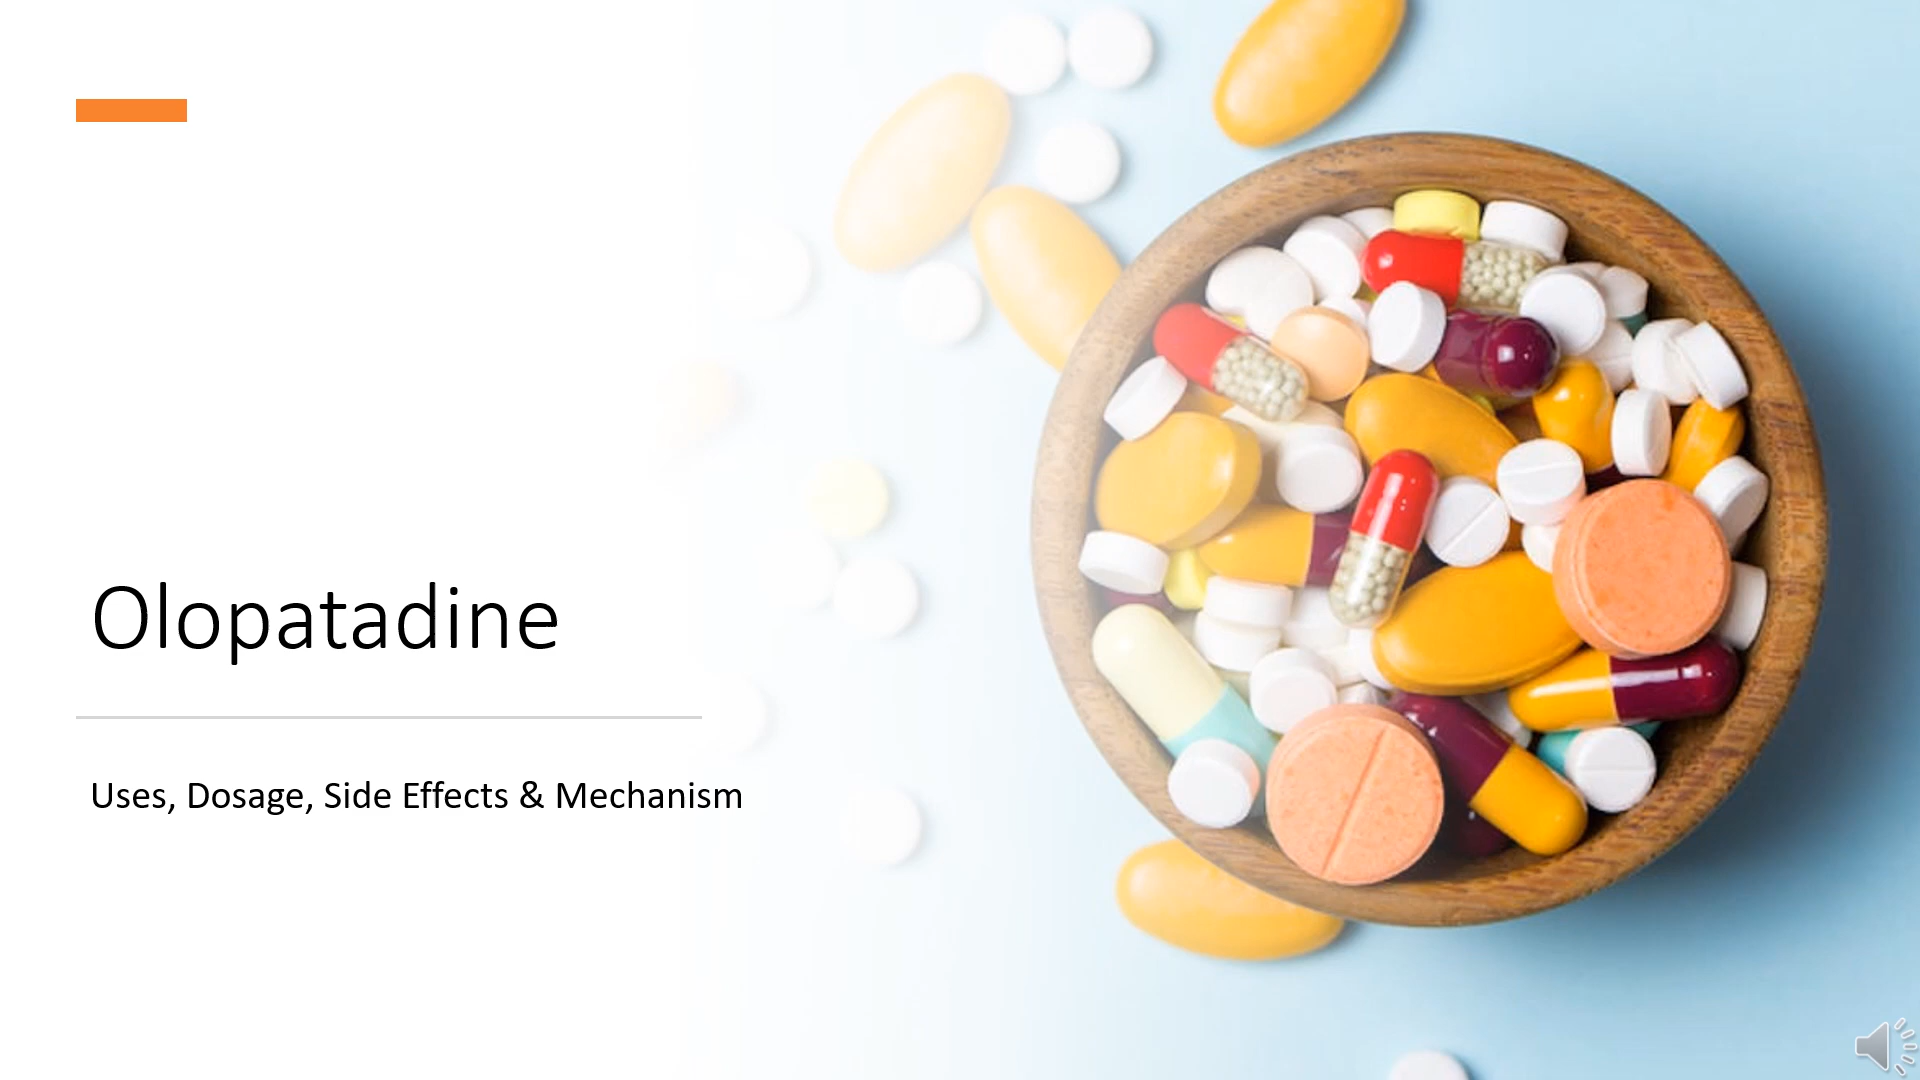 Olopatadine
Uses, Dosage, Side Effects & Mechanism